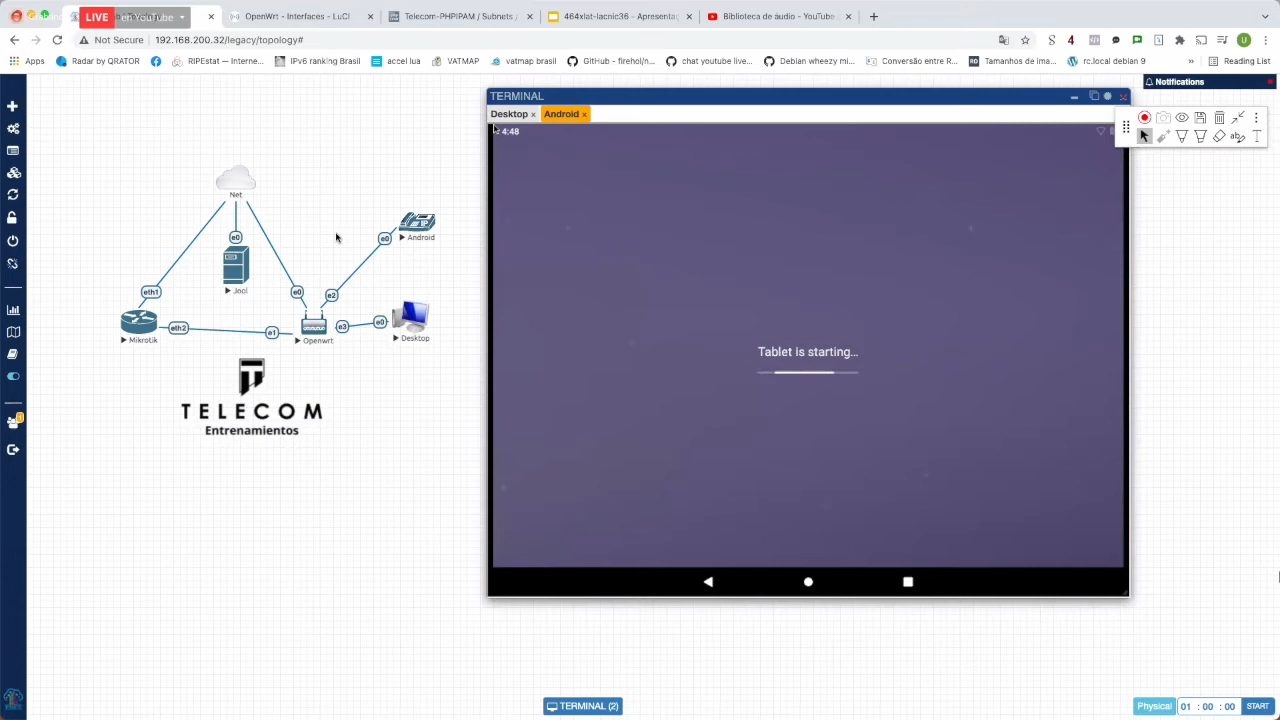 LIVE en YouTube
OpenWrt - Interfaces - LuCI
Telecom-PHPIPAM / Subne
464xlat-lacnic36 - Apresenta
Biblioteca de áudio - YouTube
Not Secure 192.168.200.32/legacy/topology#
Apps
Radar by QRATOR
RIPEstat — Interne...
IPv6 ranking Brasil
accel lua
VATMAP
vatmap brasil
GitHub - firehol/n...
chat youtube live...
Debian wheezy mi...
Conversão entre R...
Tamanhos de ima...
rc.local debian 9
»
Reading List
Notifications
TERMINAL
Desktop
Android
4:48
Net
e0
e0
Android
Jool
e2
eth1
e0
e3
e0
Mikrotik
eth2
e1
Openwrt
Desktop
Tablet is starting…
TELECOM
Entrenamientos
TERMINAL (2)
Physical
01 : 00 : 00
START